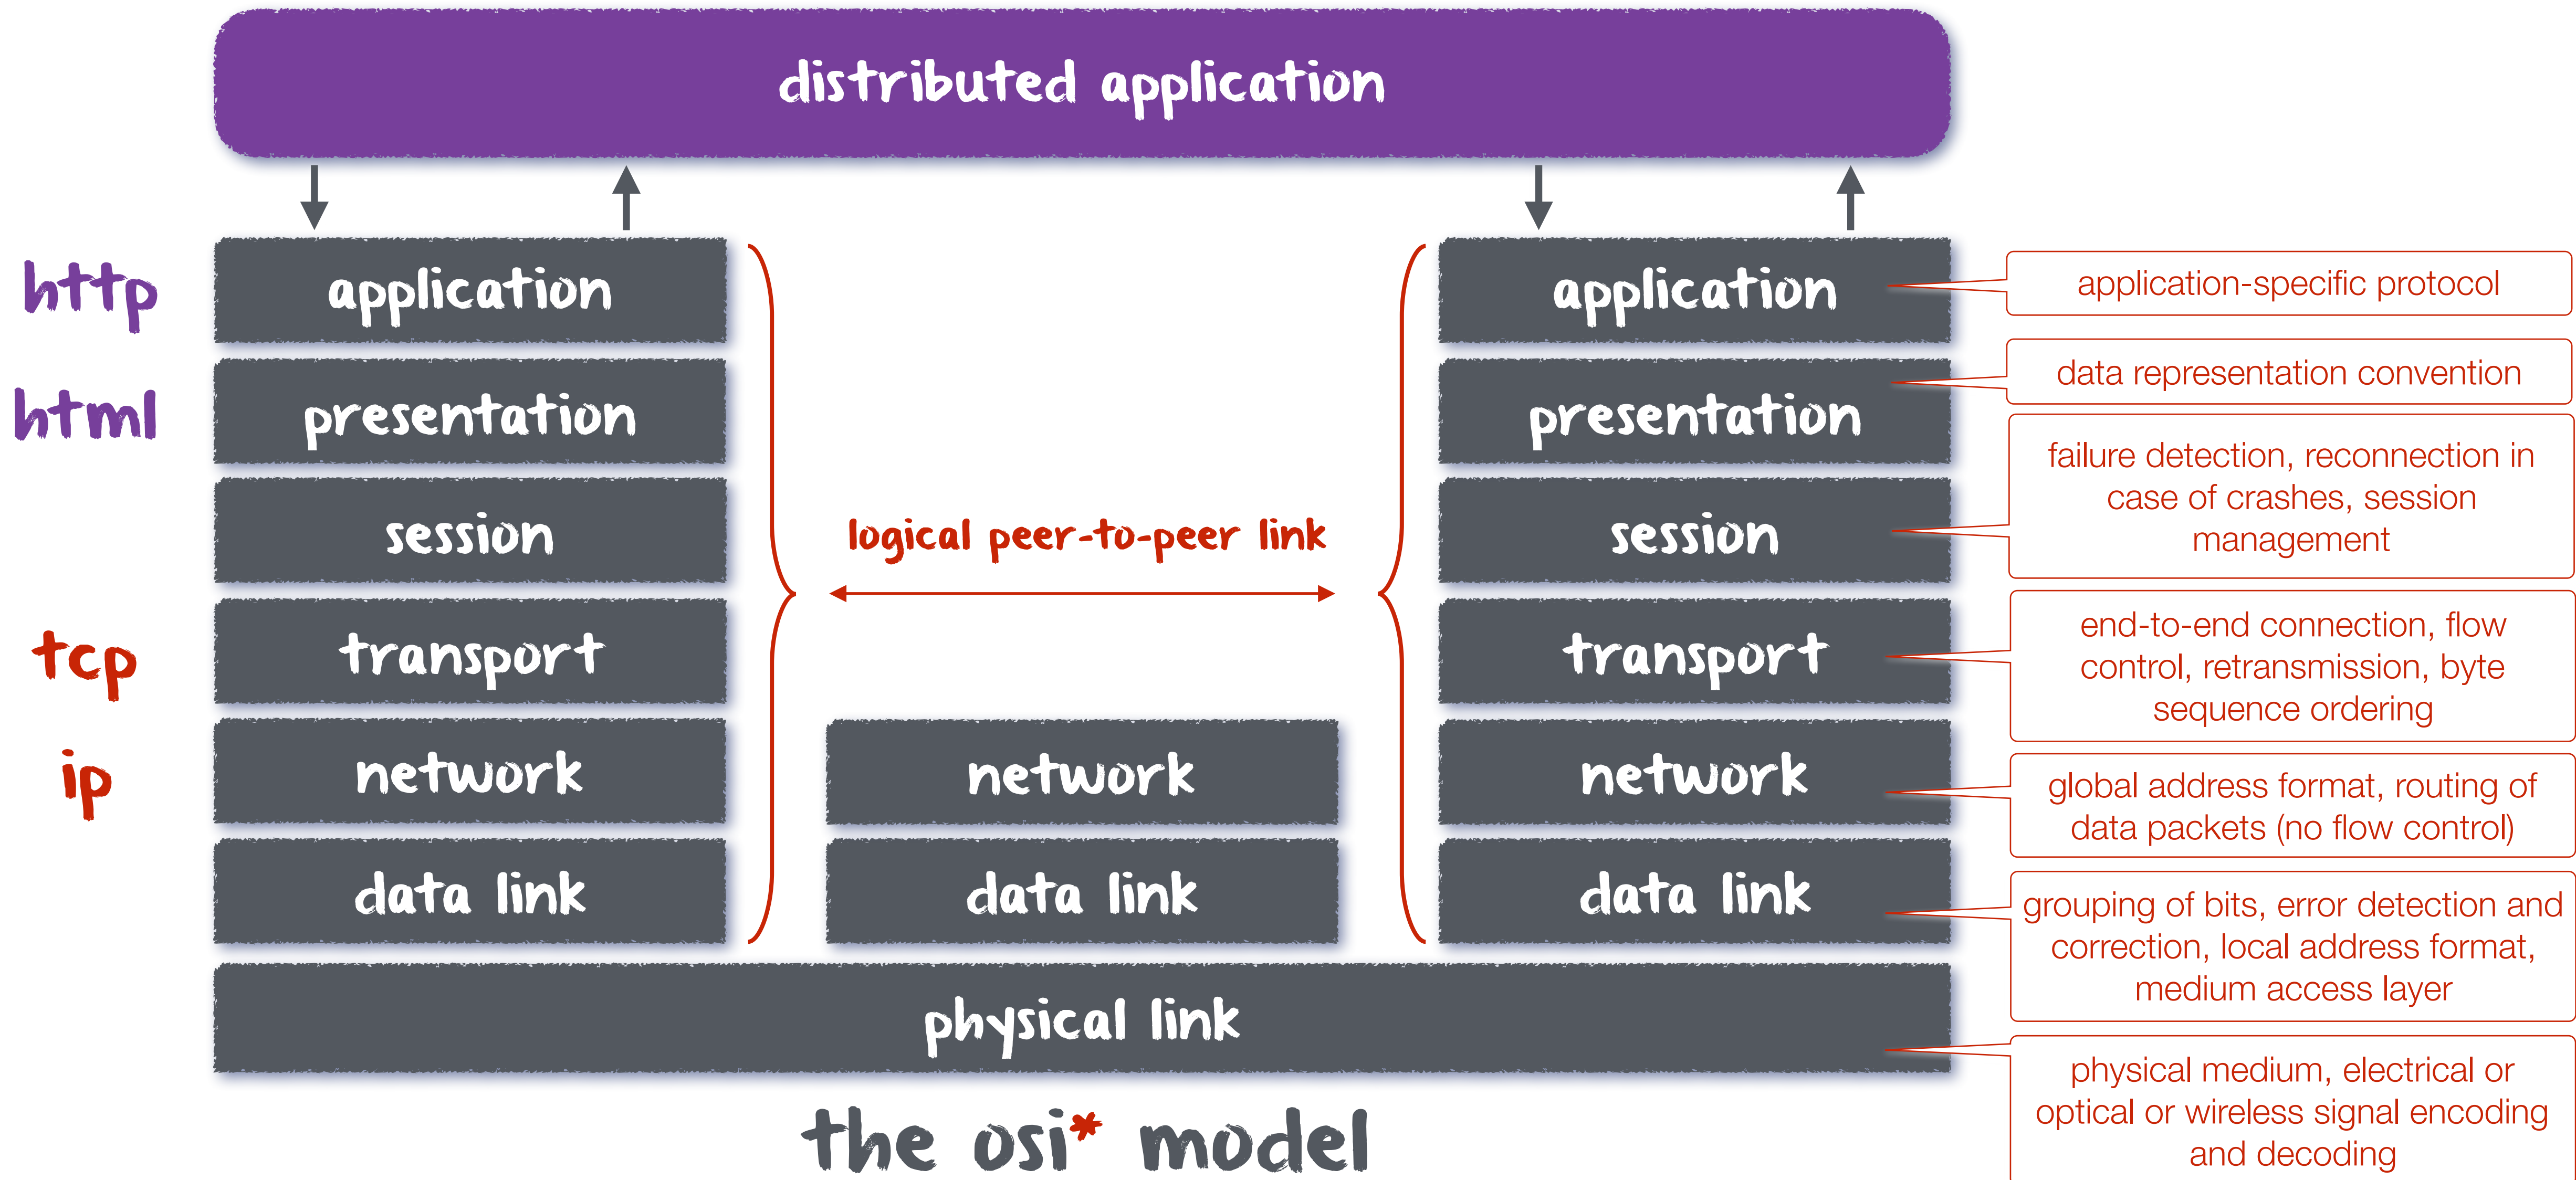 distributed application
http
application
application
application-specific protocol
html
presentation
presentation
data representation convention
session
logical peer-to-peer link
session
failure detection, reconnection in
case of crashes, session
management
tcp
transport
transport
end-to-end connection, flow
control, retransmission, byte
sequence ordering
ip
network
network
network
global address format, routing of
data packets (no flow control)
data link
data link
data link
grouping of bits, error detection and
correction, local address format,
medium access layer
physical link
physical medium, electrical or
optical or wireless signal encoding
and decoding
the osi* model